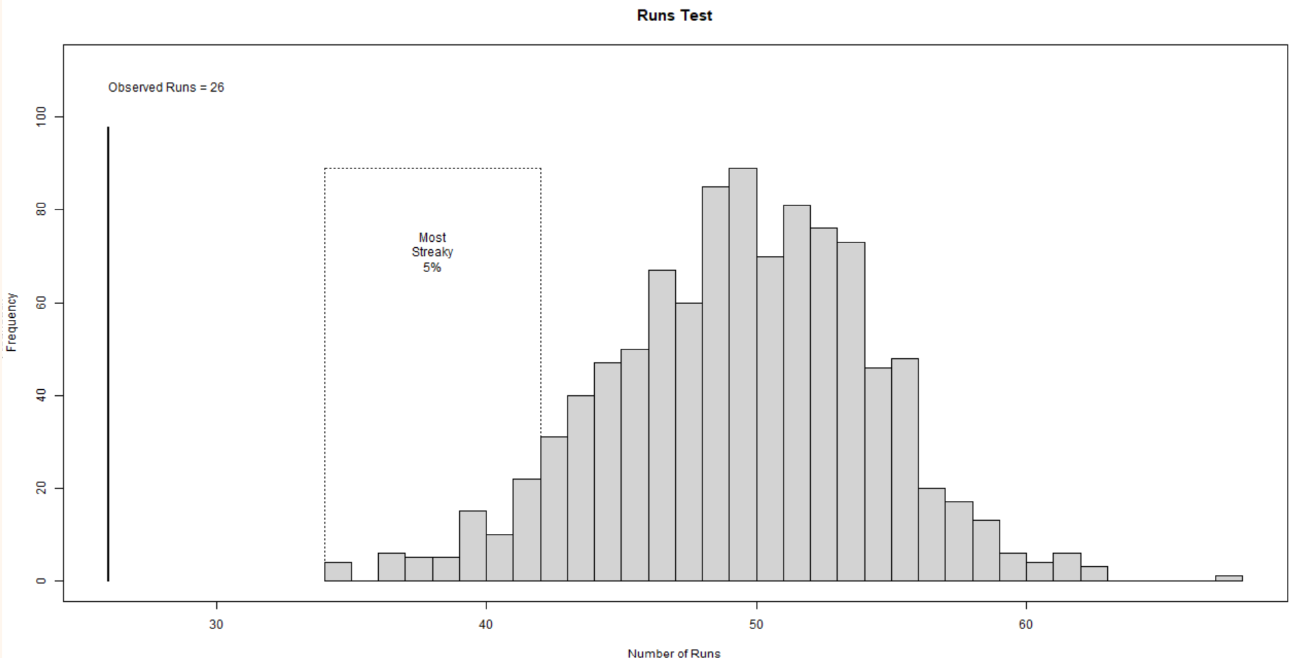 Runs Test
Observed Runs = 26
Most
Streaky
5%
Frequency
0
20
40
60
80
100
30
40
50
60
Number of Runs